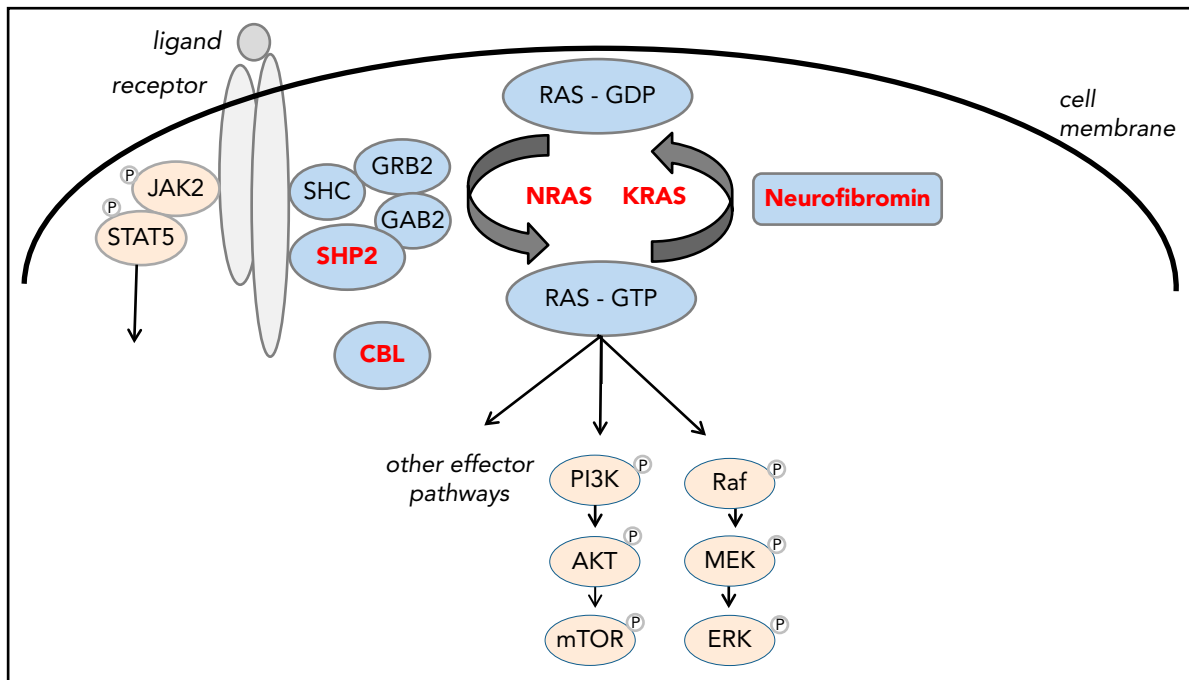 ligand
receptor
RAS - GDP
cell
membrane
GRB2
P
JAK2
SHC
NRAS
KRAS
Neurofibromin
P
GAB2
STAT5
SHP2
RAS - GTP
CBL
other effector
pathways
PI3K
P
Raf
P
AKT
P
MEK
P
mTOR
P
ERK
P